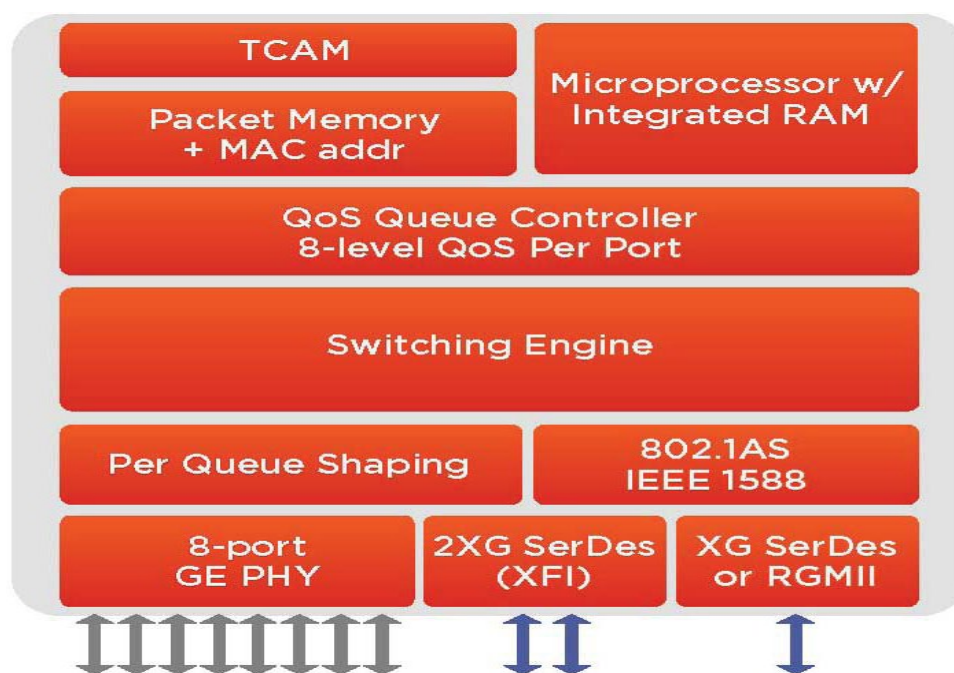 TCAM
Microprocessor w/
Integrated RAM
Packet Memory
+ MAC addr
QoS Queue Controller
8-level QoS Per Port
Switching Engine
Per Queue Shaping
802.1AS
IEEE 1588
8-port
GE PHY
2XG SerDes
(XFI)
XG SerDes
or RGMII